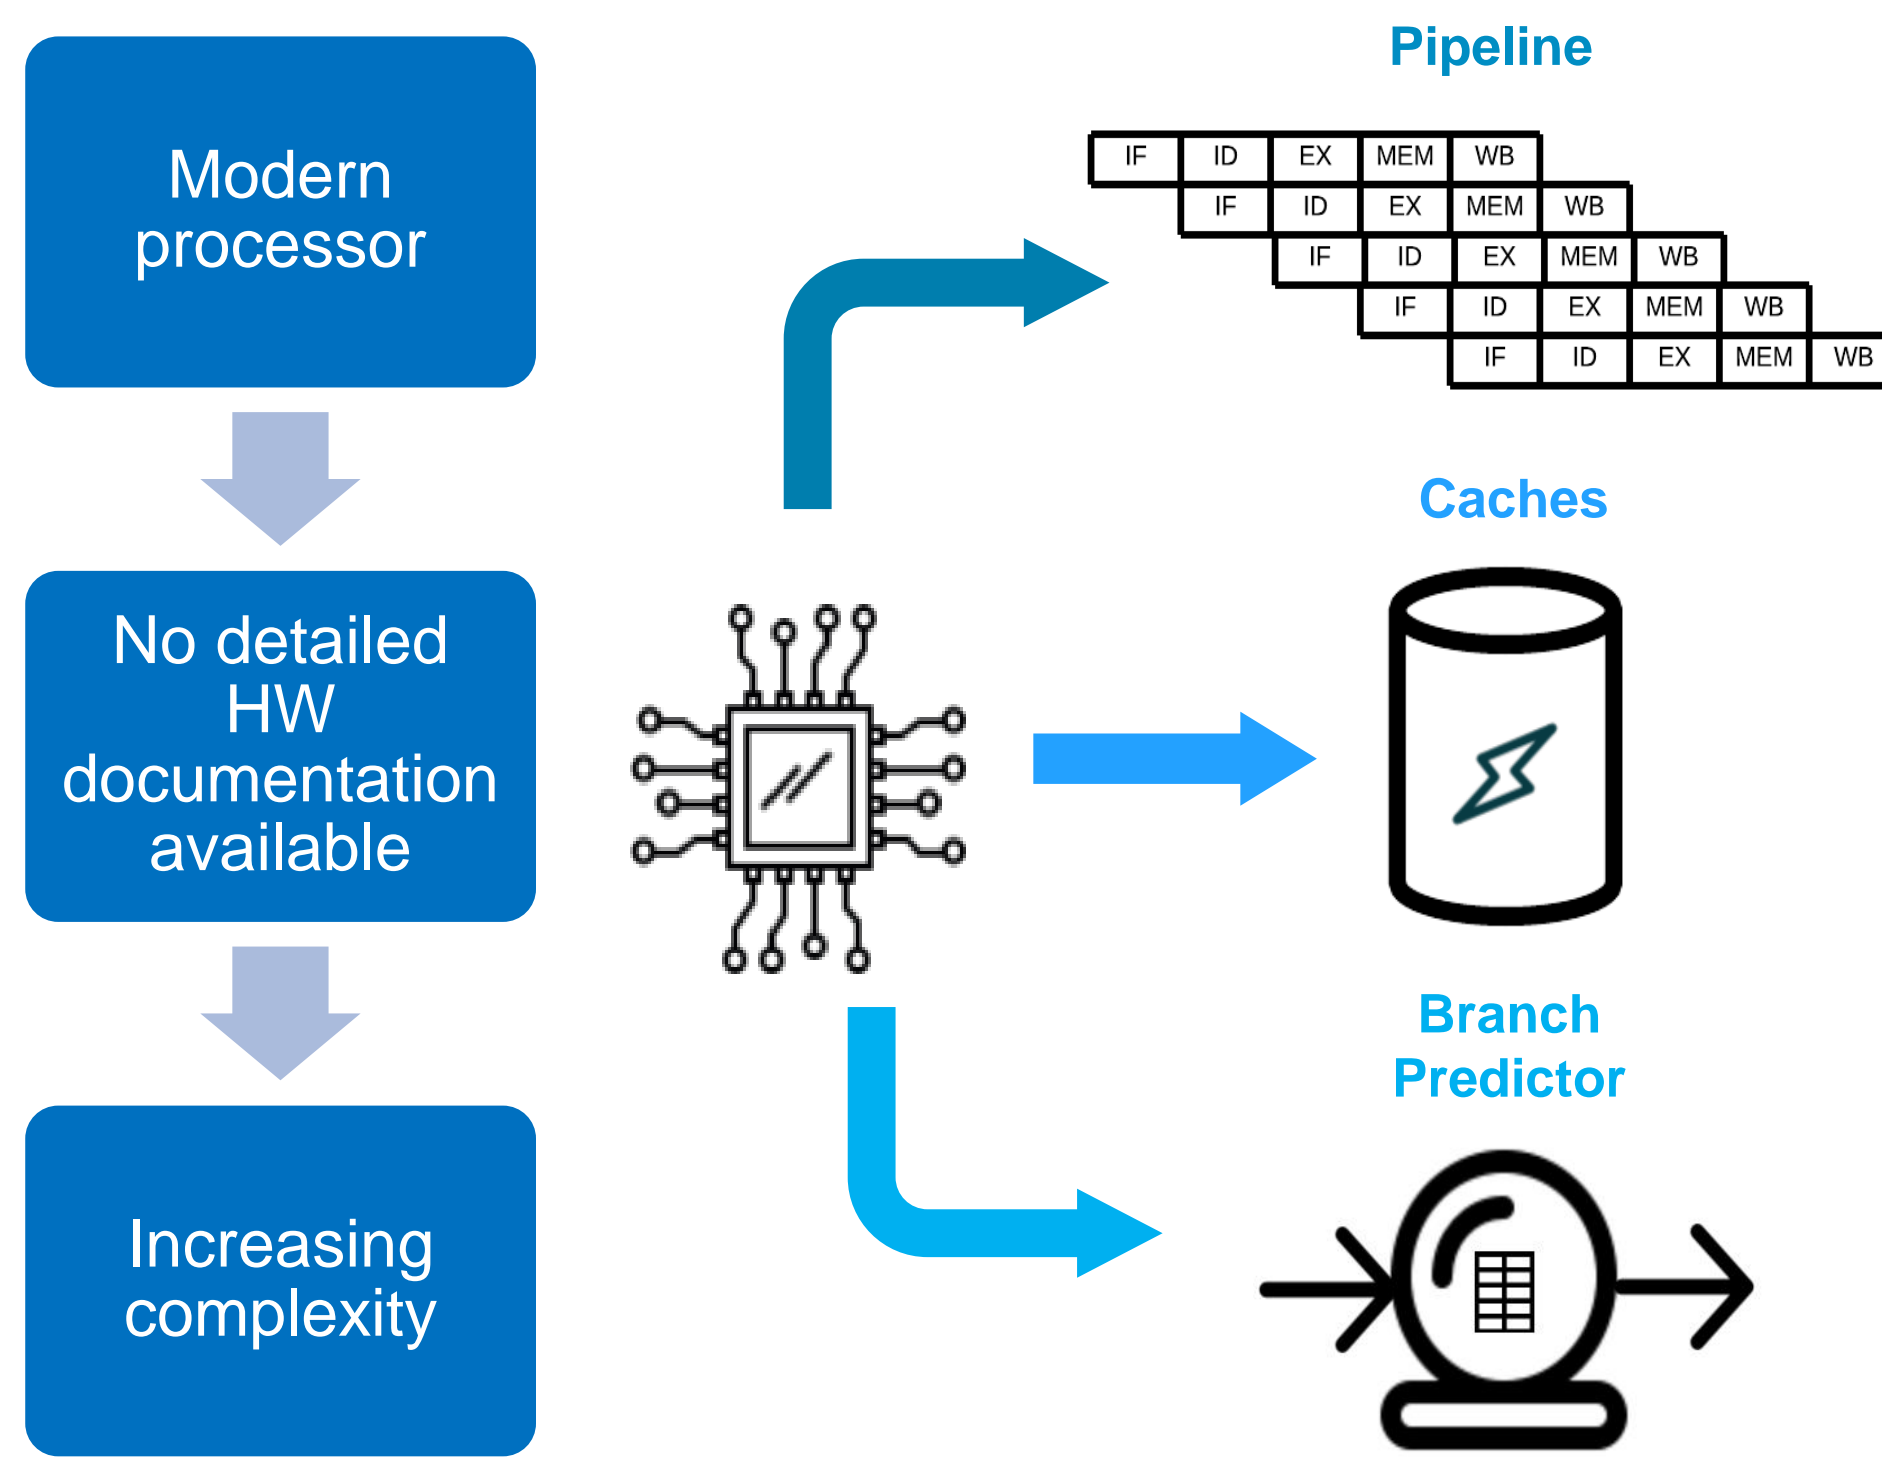 Modern
processor
No detailed
HW
documentation
available
Increasing
complexity
Pipeline
IF ID EX MEM WB
IF ID EX MEM WB
IF ID EX MEM WB
IF ID EX MEM WB
IF ID EX MEM WB
Caches
Branch
Predictor